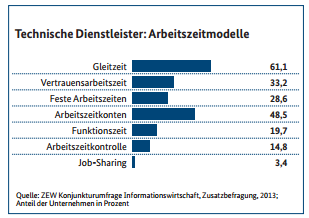 Technische Dienstleister: Arbeitszeitmodelle
Gleitzeit 61,1
Vertrauensarbeitszeit 33,2
Feste Arbeitszeiten 28,6
Arbeitszeitkonten 48,5
Funktionszeit 19,7
Arbeitszeitkontrolle 14,8
Job-Sharing 3,4
Quelle: ZEW Konjunkturumfrage Informationswirtschaft, Zusatzbefragung, 2013;
Anteil der Unternehmen in Prozent